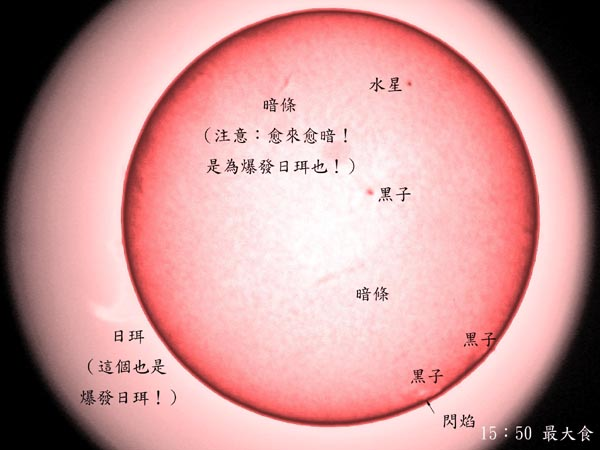 水星
暗條
（注意：愈來愈暗！
是為爆發日珥也！）
黑子
暗條
日珥
（這個也是
爆發日珥！）
黑子
黑子
閃焰
15：50 最大食